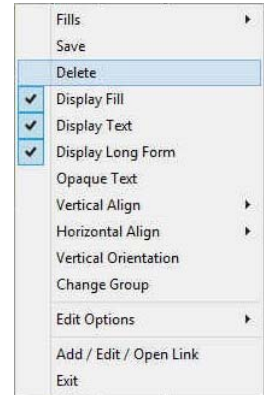 Fills
Save
Delete
Display Fill
Display Text
Display Long Form
Opaque Text
Vertical Align
Horizontal Align
Vertical Orientation
Change Group
Edit Options
Add / Edit / Open Link
Exit